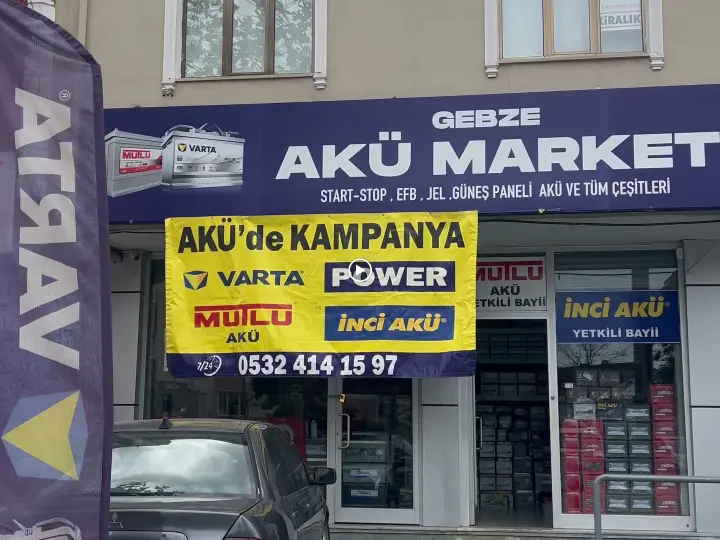 KİRALIK
GEBZE
AKÜ MARKET
START-STOP , EFB , JEL ,GÜNEŞ PANELİ AKÜ VE TÜM ÇEŞİTLERİ
MUTLU
VARTA
VARTA®
AKÜ'de KAMPANYA
VARTA
POWER
MUTLU
AKÜ
İNCİ AKÜ®
7/24 0532 414 15 97
MUTLU
AKÜ
YETKİLİ BAYİİ
İNCİ AKÜ®
YETKİLİ BAYİİ